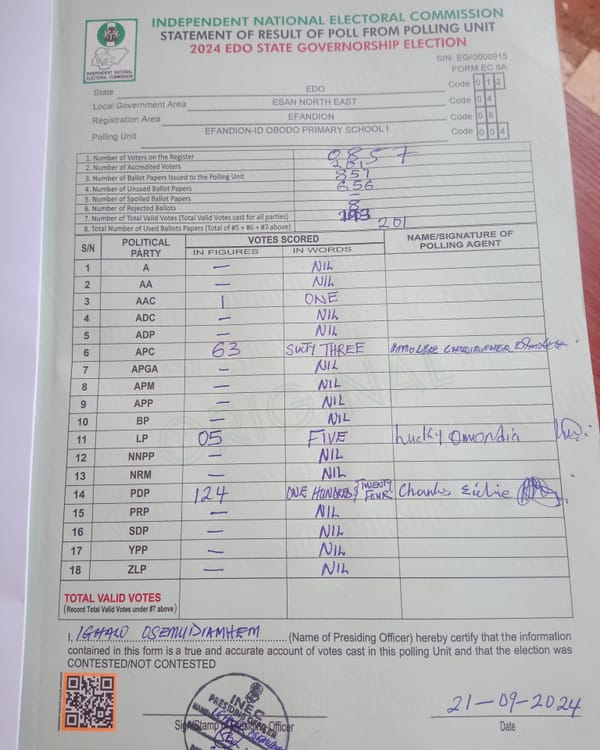 INDEPENDENT NATIONAL ELECTORAL COMMISSION
STATEMENT OF RESULT OF POLL FROM POLLING UNIT
2024 EDO STATE GOVERNORSHIP ELECTION
INEC
INDEPENDENT NATIONAL ELECTORAL COMMISSION
S/N: EG/0000915
FORM EC 8A
State EDO Code 0 1 2
Local Government Area ESAN NORTH EAST Code 0 4
Registration Area EFANDION Code 0 8
Polling Unit EFANDION-ID OBODO PRIMARY SCHOOL I Code 0 0 4
1. Number of Voters on the Register 0857
2. Number of Accredited Voters 201
3. Number of Ballot Papers Issued to the Polling Unit 857
4. Number of Unused Ballot Papers 656
5. Number of Spoiled Ballot Papers –
6. Number of Rejected Ballots 8
7. Number of Total Valid Votes (Total Valid Votes cast for all parties) 193
8. Total Number of Used Ballots Papers (Total of #5 + #6 + #7 above) 201
S/N POLITICAL PARTY VOTES SCORED NAME/SIGNATURE OF POLLING AGENT
IN FIGURES IN WORDS
1 A — NIL
2 AA — NIL
3 AAC 1 ONE
4 ADC — NIL
5 ADP — NIL
6 APC 63 SIXTY THREE
7 APGA — NIL
8 APM — NIL
9 APP — NIL
10 BP — NIL
11 LP 05 FIVE Lucky Omondia
12 NNPP — NIL
13 NRM — NIL
14 PDP 124 ONE HUNDRED & TWENTY FOUR Charles
15 PRP — NIL
16 SDP — NIL
17 YPP — NIL
18 ZLP — NIL
TOTAL VALID VOTES
(Record Total Valid Votes under #7 above)
I, IGHALO OSEMUDIAMHEM (Name of Presiding Officer) hereby certify that the information
contained in this form is a true and accurate account of votes cast in this polling Unit and that the election was
CONTESTED/NOT CONTESTED
INEC
PRESIDING OFFICER
21-09-2024
Sign/Stamp of Presiding Officer Date
ORIGINAL